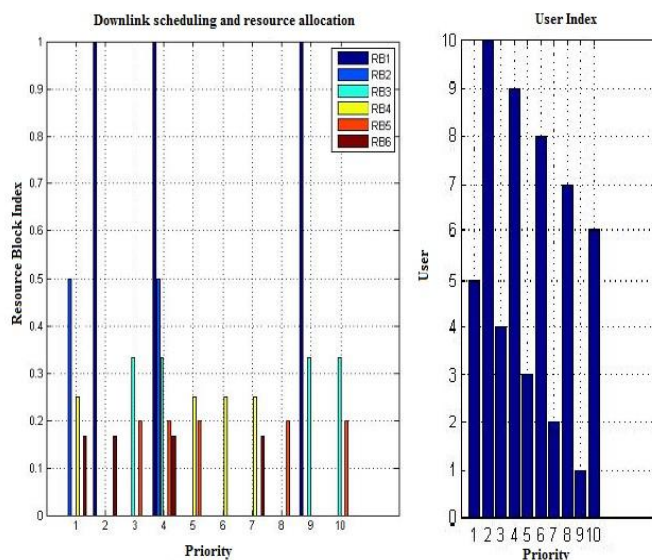 Downlink scheduling and resource allocation
1
0.9
0.8
0.7
0.6
0.5
0.4
0.3
0.2
0.1
0
Resource Block Index
RB1
RB2
RB3
RB4
RB5
RB6
1 2 3 4 5 6 7 8 9 10
Priority
User Index
10
9
8
7
6
5
4
3
2
1
0
User
1 2 3 4 5 6 7 8 9 10
Priority